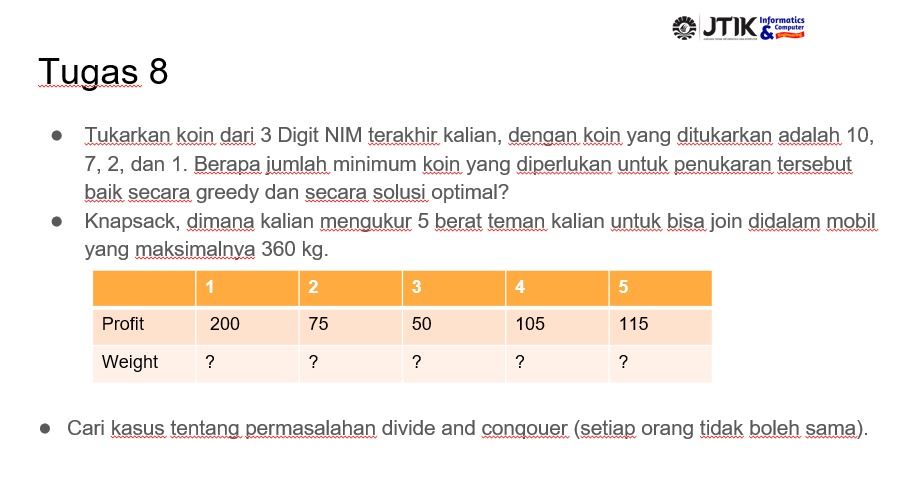 JTIK Informatics & Computer
Tugas 8
● Tukarkan koin dari 3 Digit NIM terakhir kalian, dengan koin yang ditukarkan adalah 10,
7, 2, dan 1. Berapa jumlah minimum koin yang diperlukan untuk penukaran tersebut
baik secara greedy dan secara solusi optimal?
● Knapsack, dimana kalian mengukur 5 berat teman kalian untuk bisa join didalam mobil
yang maksimalnya 360 kg.
1 2 3 4 5
Profit 200 75 50 105 115
Weight ? ? ? ? ?
● Cari kasus tentang permasalahan divide and conqouer (setiap orang tidak boleh sama).